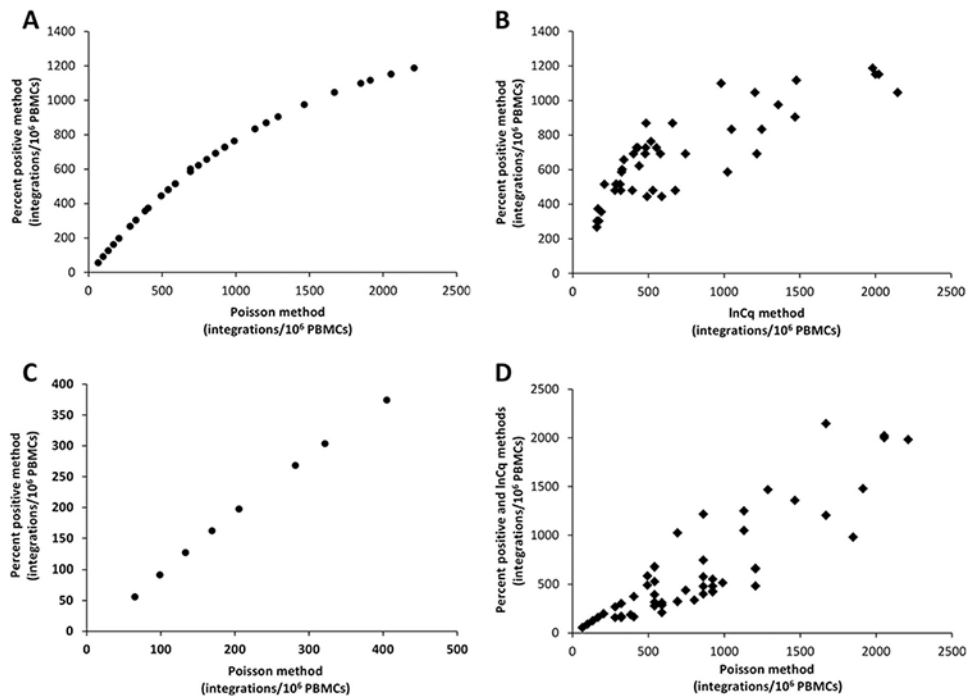 A
1400
1200
1000
800
600
400
200
0
0 500 1000 1500 2000 2500
Percent positive method
(integrations/10⁶ PBMCs)
Poisson method
(integrations/10⁶ PBMCs)
B
1400
1200
1000
800
600
400
200
0
0 500 1000 1500 2000 2500
Percent positive method
(integrations/10⁶ PBMCs)
lnCq method
(integrations/10⁶ PBMCs)
C
400
350
300
250
200
150
100
50
0
0 100 200 300 400 500
Percent positive method
(integrations/10⁶ PBMCs)
Poisson method
(integrations/10⁶ PBMCs)
D
2500
2000
1500
1000
500
0
0 500 1000 1500 2000 2500
Percent positive and lnCq methods
(integrations/10⁶ PBMCs)
Poisson method
(integrations/10⁶ PBMCs)